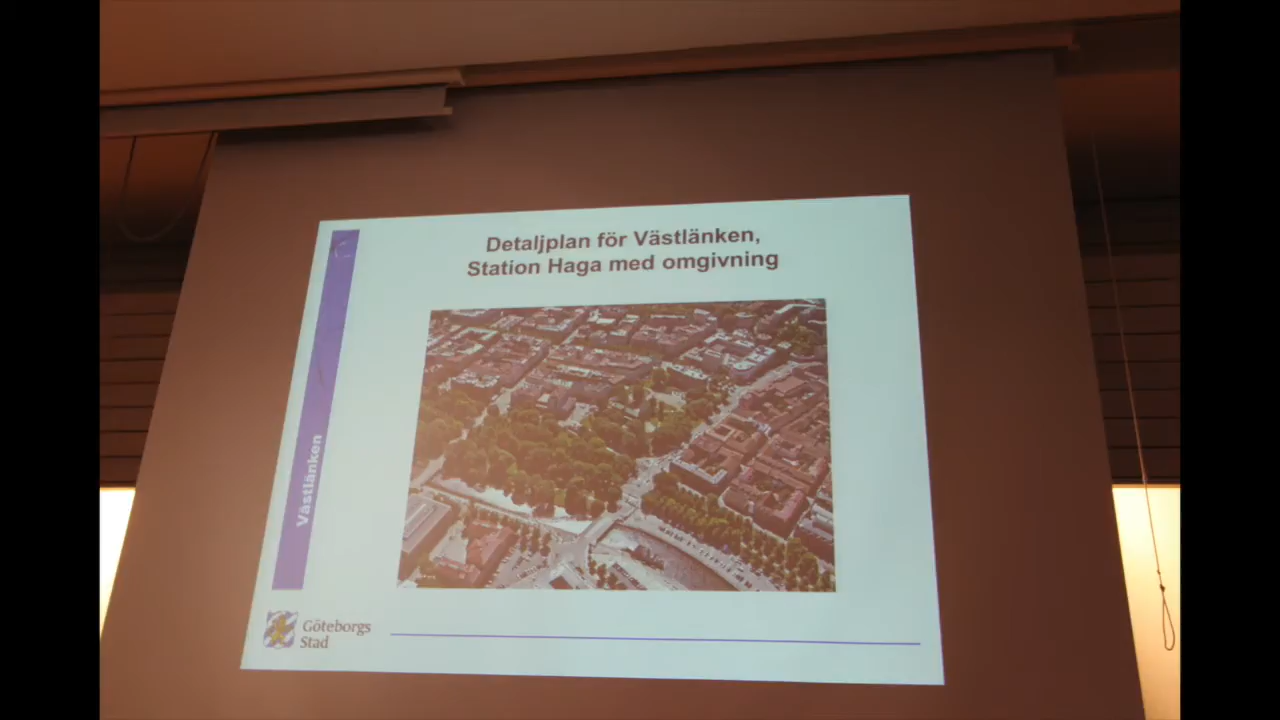 Detaljplan för Västlänken,
Station Haga med omgivning
Västlänken
Göteborgs
Stad